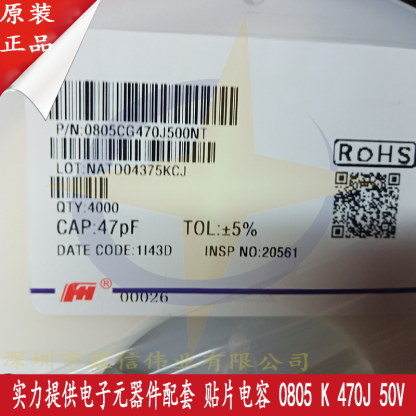 原装
正品
P/N:0805CG470J500NT
RoHS
LOT:NATD04375KCJ
QTY:4000
CAP:47pF TOL:±5%
DATE CODE:1143D INSP NO:20561
FH ®
00026
实力提供电子元器件配套 贴片电容 0805 K 470J 50V